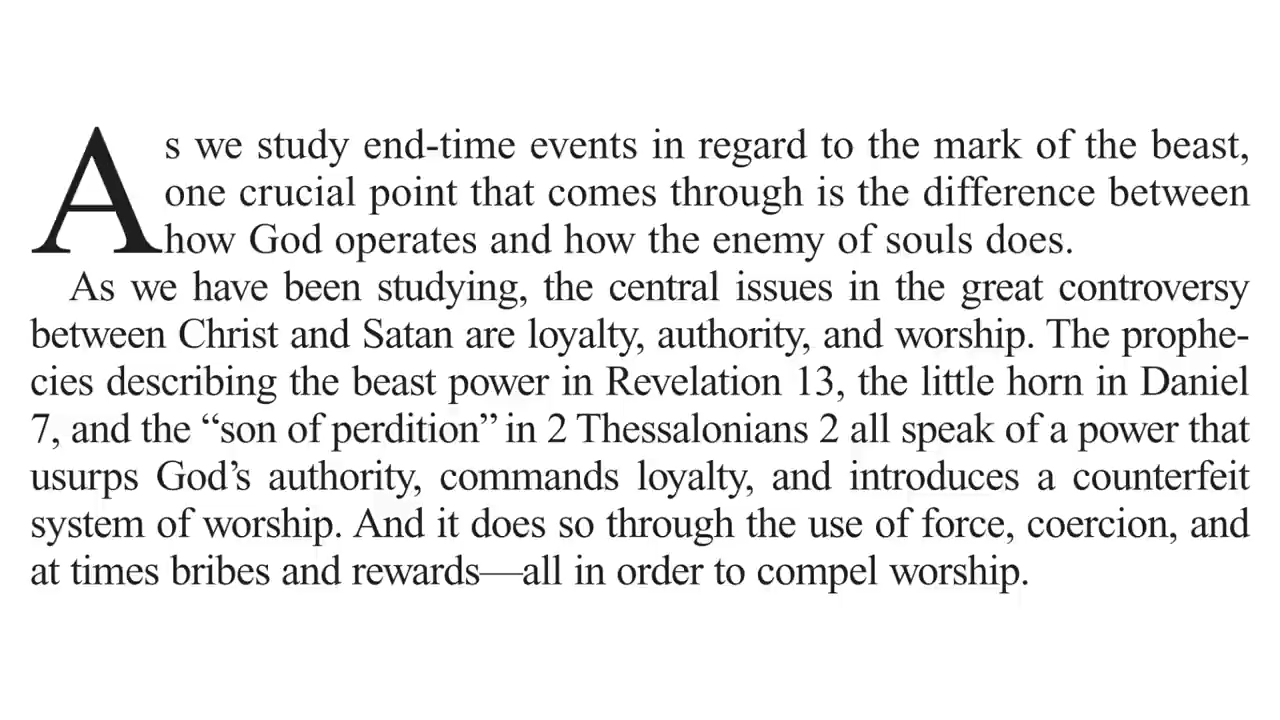 As we study end-time events in regard to the mark of the beast,
one crucial point that comes through is the difference between
how God operates and how the enemy of souls does.
As we have been studying, the central issues in the great controversy
between Christ and Satan are loyalty, authority, and worship. The prophe-
cies describing the beast power in Revelation 13, the little horn in Daniel
7, and the “son of perdition” in 2 Thessalonians 2 all speak of a power that
usurps God’s authority, commands loyalty, and introduces a counterfeit
system of worship. And it does so through the use of force, coercion, and
at times bribes and rewards—all in order to compel worship.